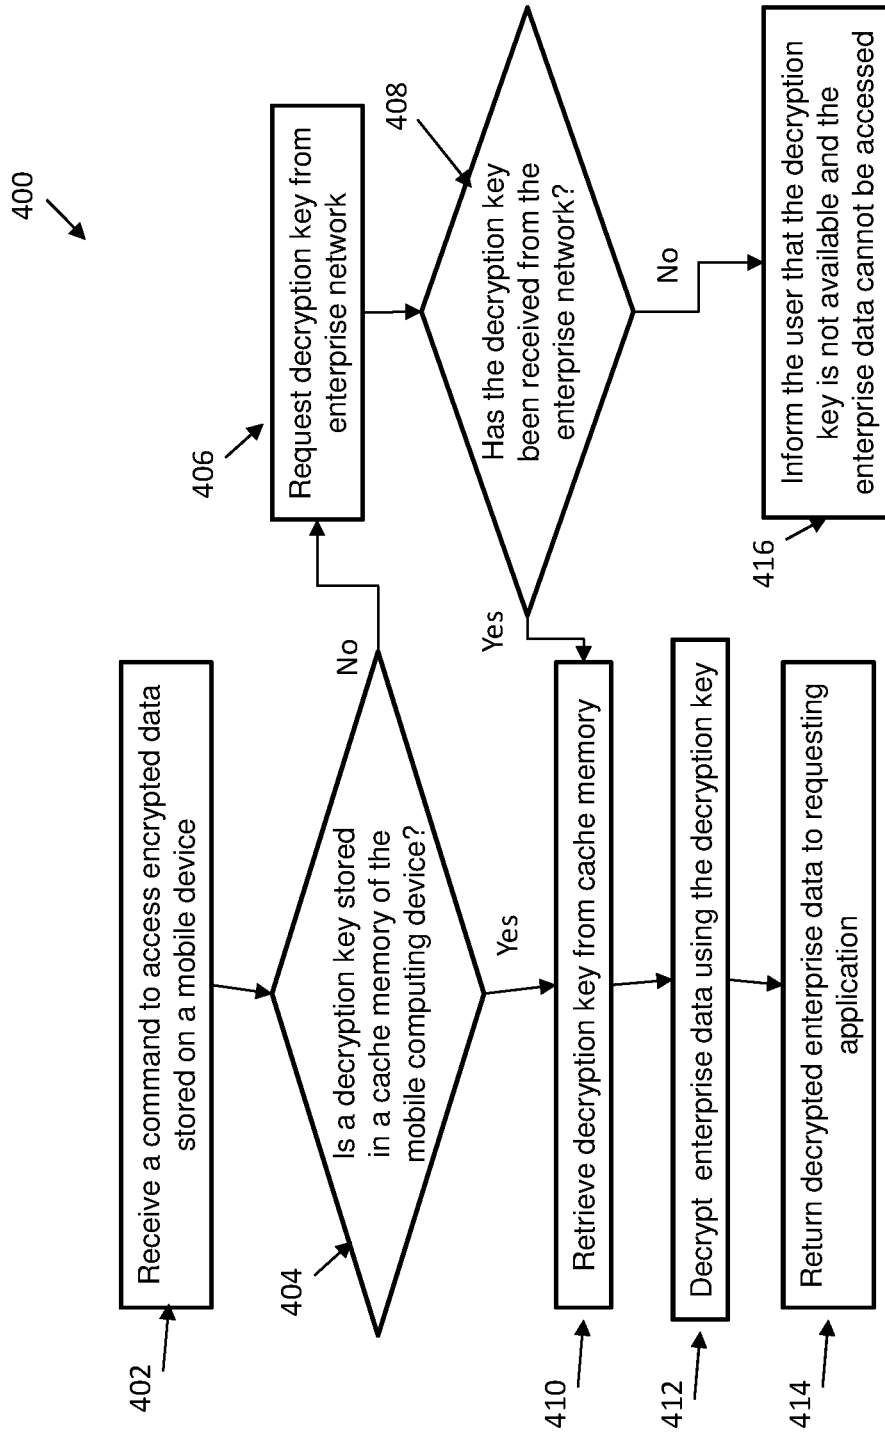 400
402
Receive a command to access encrypted data
stored on a mobile device
404
Is a decryption key stored
in a cache memory of the
mobile computing device?
No
Yes
406
Request decryption key from
enterprise network
408
Has the decryption key
been received from the
enterprise network?
Yes
No
410
Retrieve decryption key from cache memory
412
Decrypt enterprise data using the decryption key
414
Return decrypted enterprise data to requesting
application
416
Inform the user that the decryption
key is not available and the
enterprise data cannot be accessed